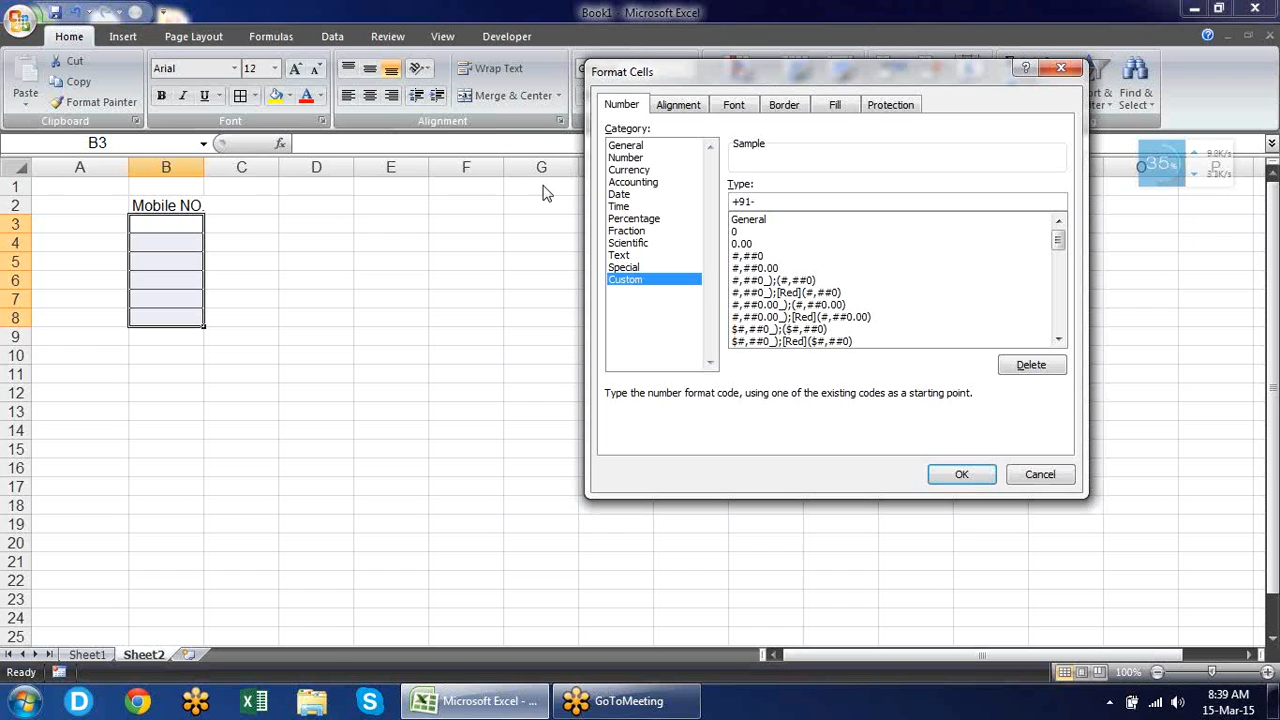 Book1 - Microsoft Excel
Home Insert Page Layout Formulas Data Review View Developer
Paste
Cut
Copy
Format Painter
Arial 12
B I U
Wrap Text
Merge & Center
Sort &
Filter
Find &
Select
Clipboard Font Alignment
B3 fx
A B C D E F G O
1
2 Mobile NO.
3
4
5
6
7
8
9
10
11
12
13
14
15
16
17
18
19
20
21
22
23
24
25
Format Cells
Number Alignment Font Border Fill Protection
Category:
General
Number
Currency
Accounting
Date
Time
Percentage
Fraction
Scientific
Text
Special
Custom
Sample
Type:
+91-
General
0
0.00
#,##0
#,##0.00
#,##0_);(#,##0)
#,##0_);[Red](#,##0)
#,##0.00_);(#,##0.00)
#,##0.00_);[Red](#,##0.00)
$#,##0_);($#,##0)
$#,##0_);[Red]($#,##0)
Delete
Type the number format code, using one of the existing codes as a starting point.
OK Cancel
35%
P
Sheet1 Sheet2
Ready 100%
Microsoft Excel - ... GoToMeeting
8:39 AM
15-Mar-15